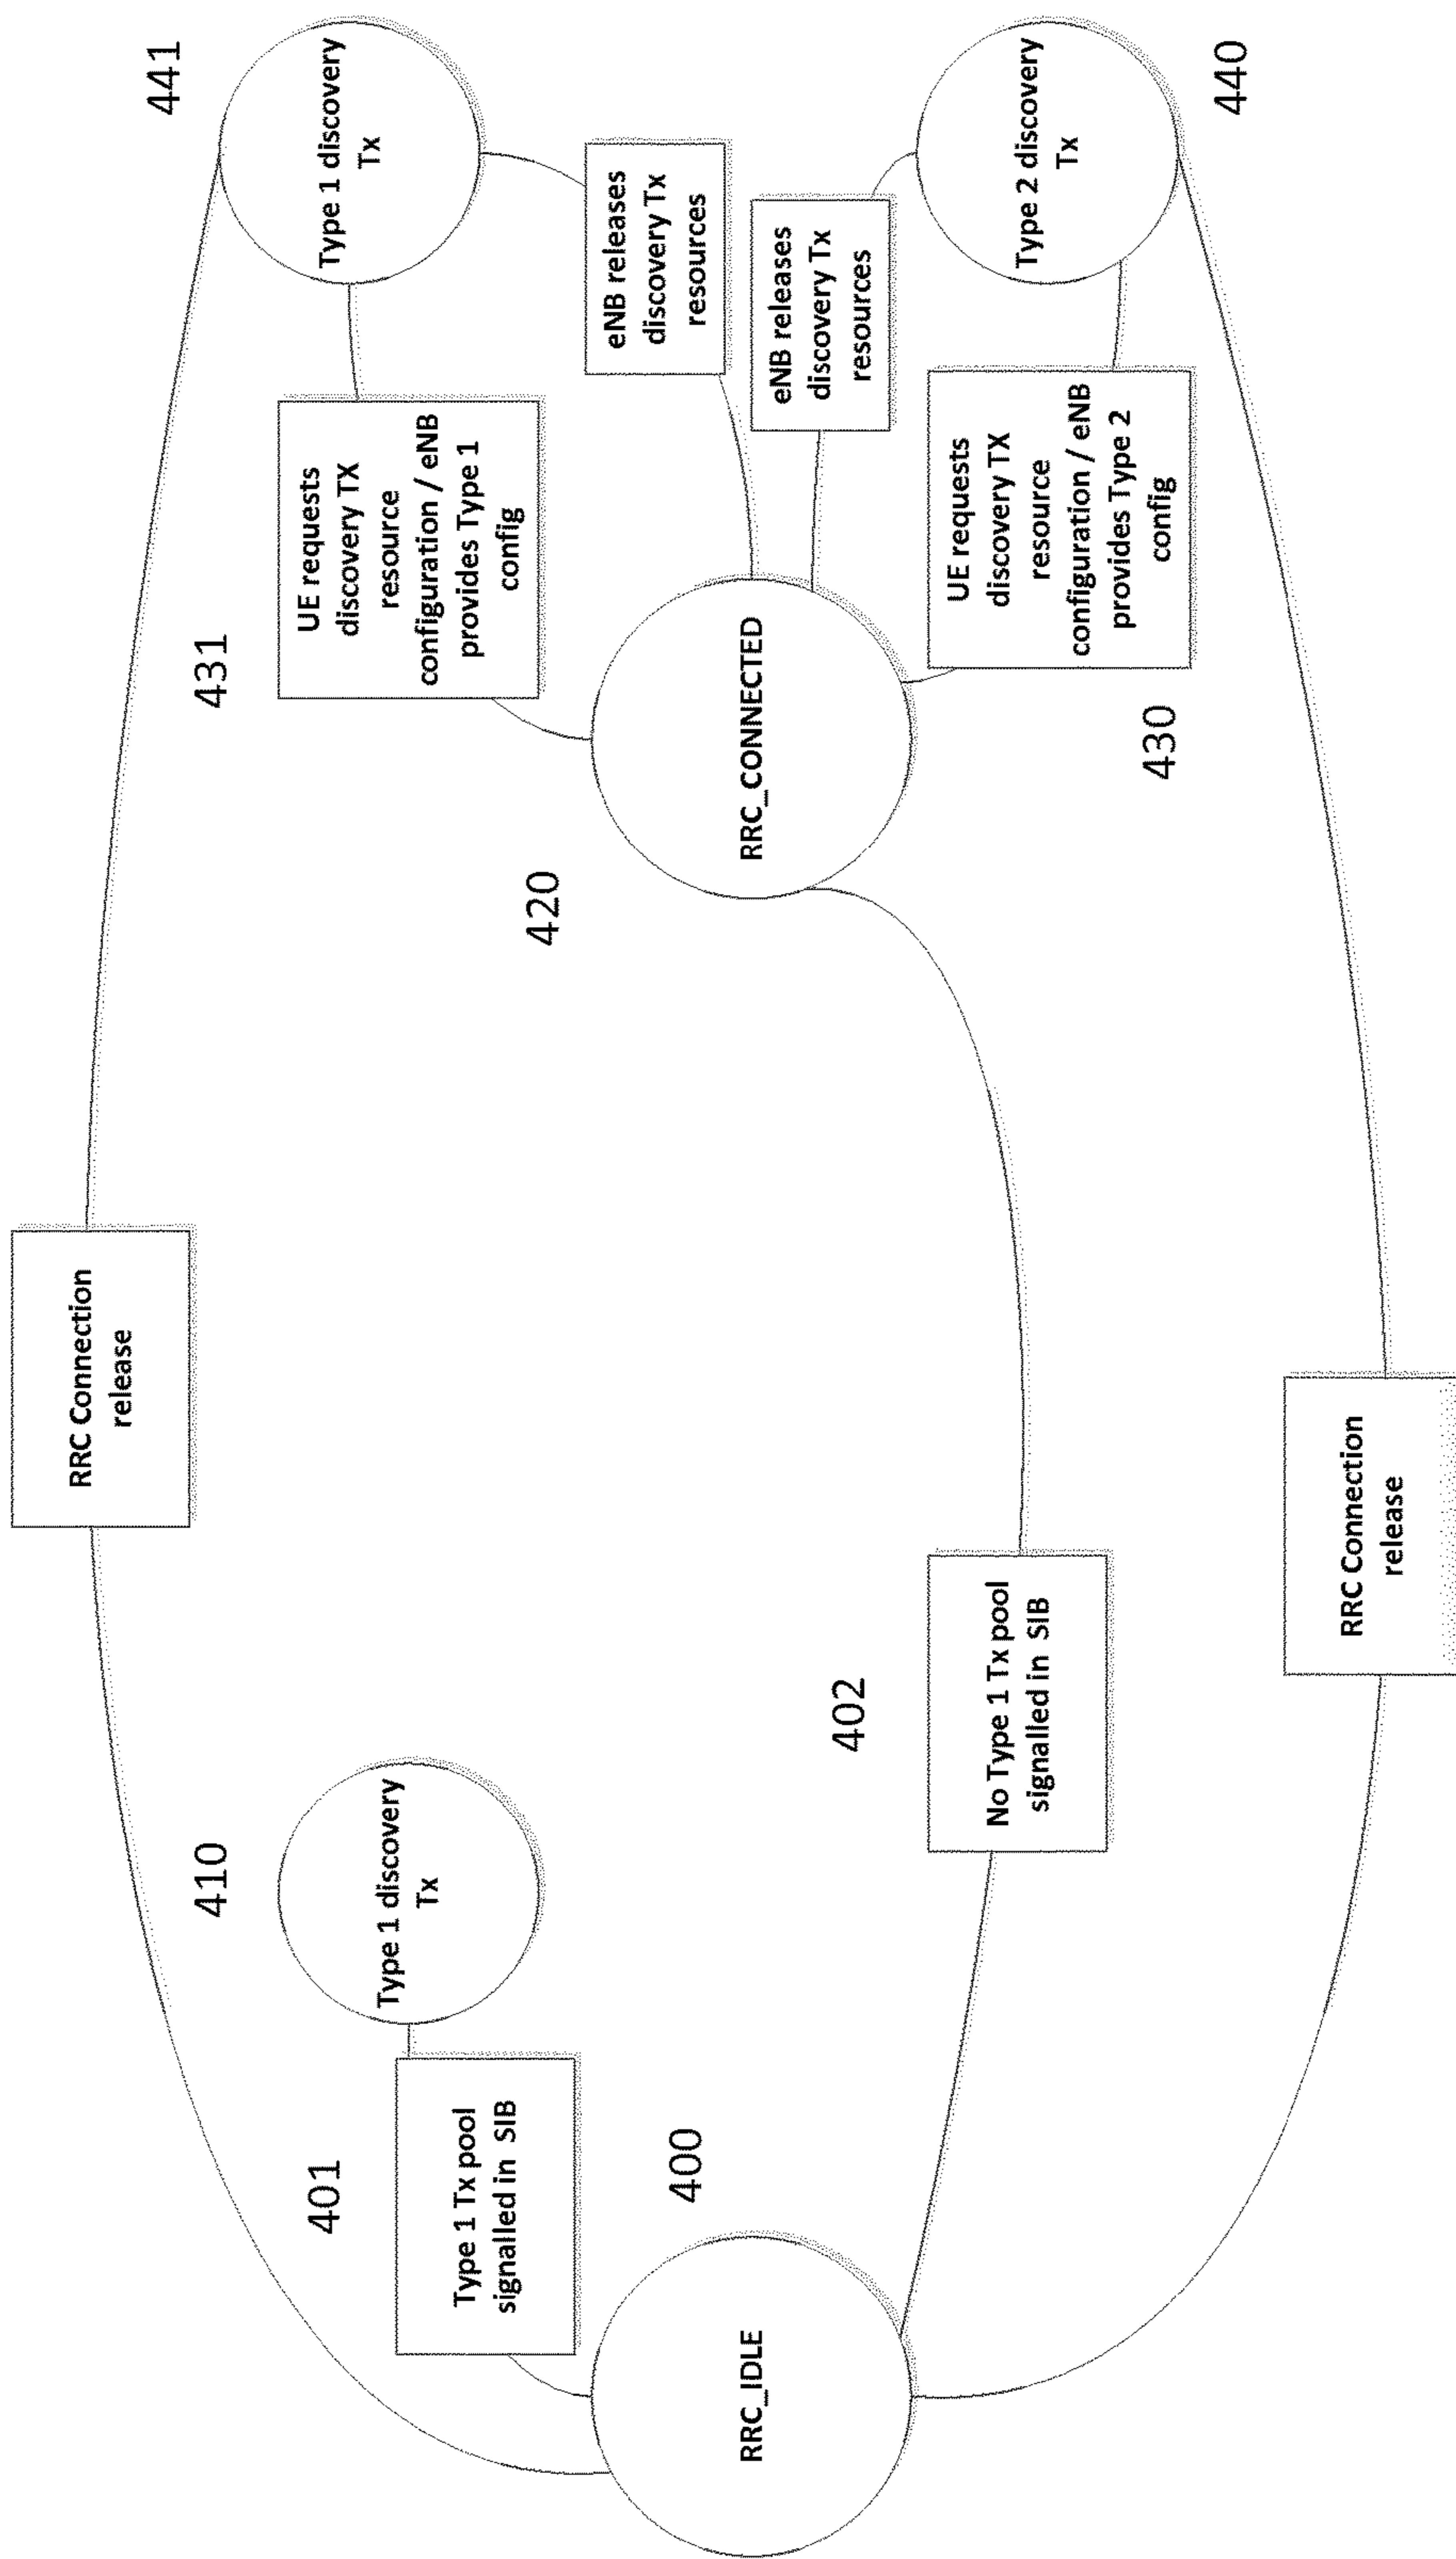 RRC Connection
release
441
431
410
401
Type 1 discovery
Tx
UE requests
discovery TX
resource
configuration / eNB
provides Type 1
config
Type 1 discovery
Tx
Type 1 Tx pool
signalled in SIB
420
400
eNB releases
discovery Tx
resources
RRC_IDLE
RRC_CONNECTED
eNB releases
discovery Tx
resources
402
No Type 1 Tx pool
signalled in SIB
UE requests
discovery TX
resource
configuration / eNB
provides Type 2
config
Type 2 discovery
Tx
430
440
RRC Connection
release